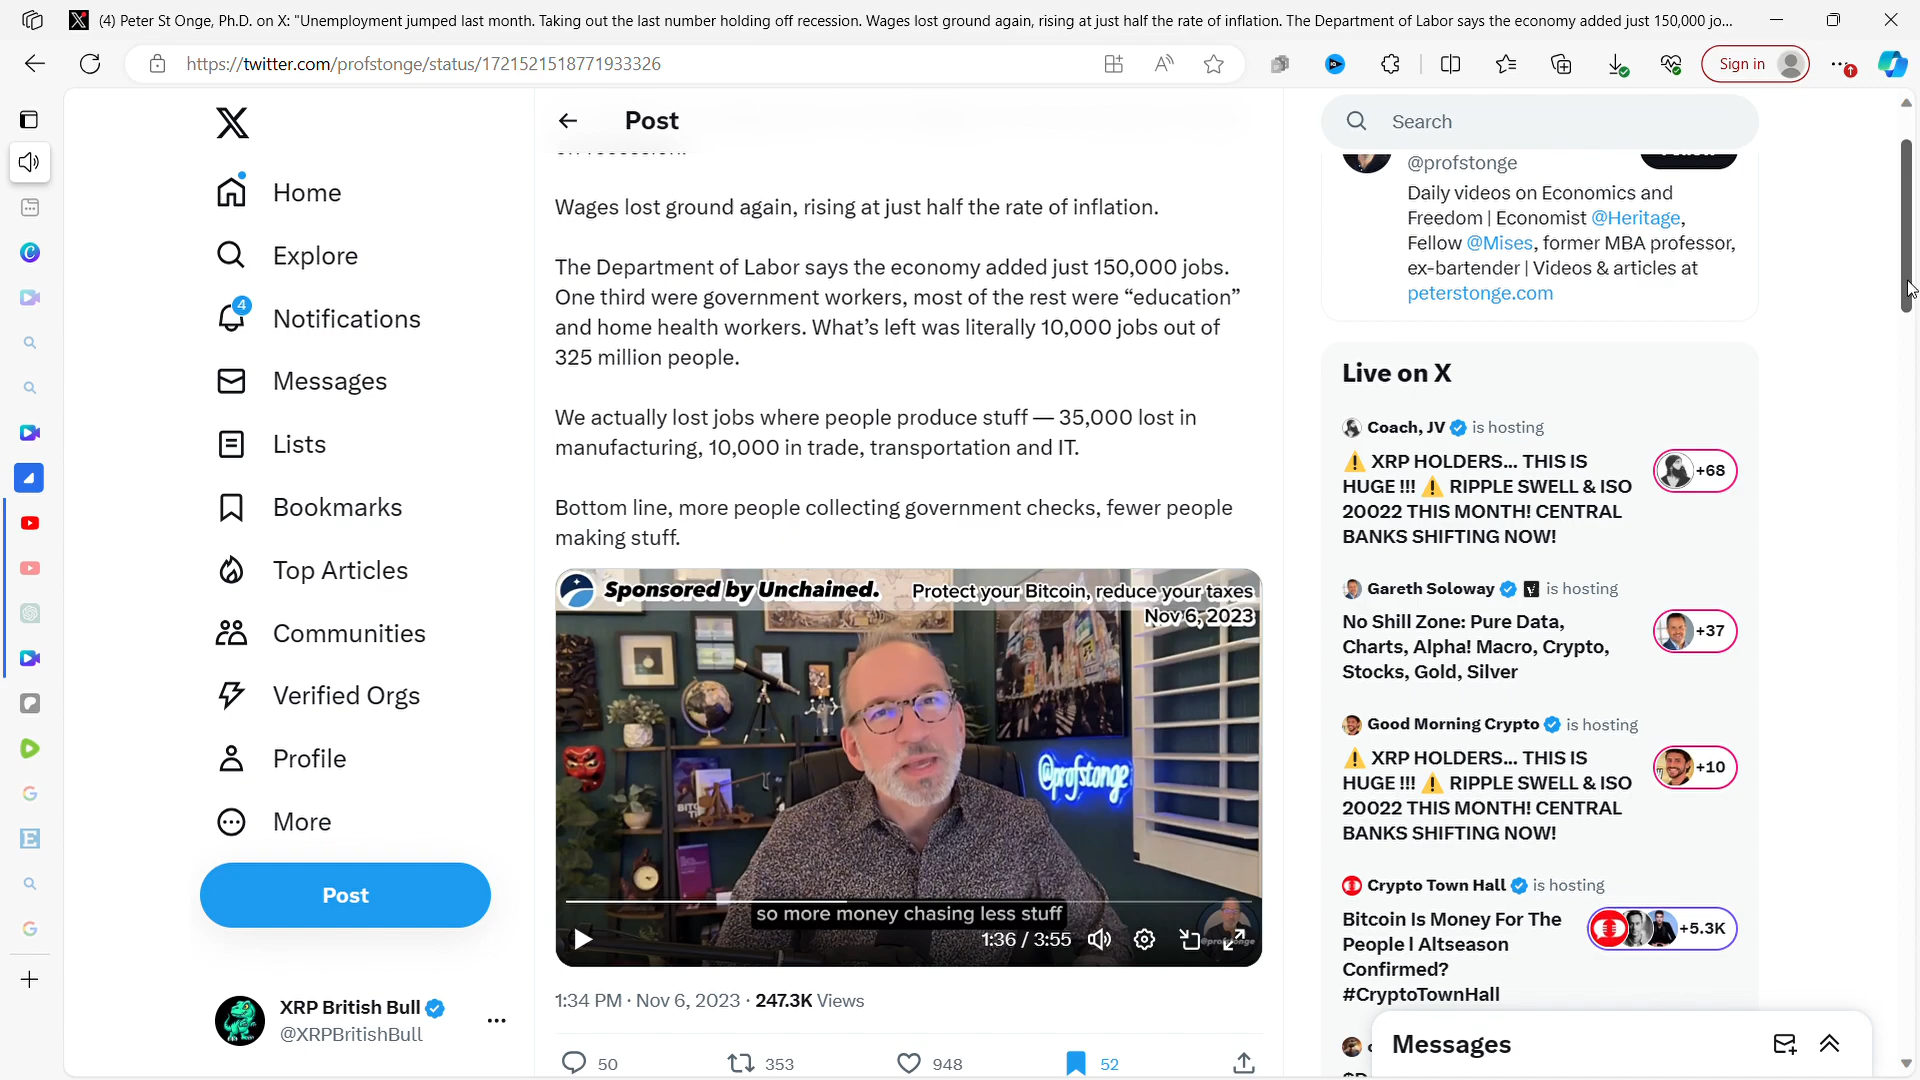 (4) Peter St Onge, Ph.D. on X: "Unemployment jumped last month. Taking out the last number holding off recession. Wages lost ground again, rising at just half the rate of inflation. The Department of Labor says the economy added just 150,000 jo...
https://twitter.com/profstonge/status/1721521518771933326
Sign in
Home
Explore
4
Notifications
Messages
Lists
Bookmarks
Top Articles
Communities
Verified Orgs
Profile
More
Post
XRP British Bull
@XRPBritishBull
Post
Wages lost ground again, rising at just half the rate of inflation.
The Department of Labor says the economy added just 150,000 jobs.
One third were government workers, most of the rest were “education”
and home health workers. What’s left was literally 10,000 jobs out of
325 million people.
We actually lost jobs where people produce stuff — 35,000 lost in
manufacturing, 10,000 in trade, transportation and IT.
Bottom line, more people collecting government checks, fewer people
making stuff.
Sponsored by Unchained.
Protect your Bitcoin, reduce your taxes
Nov 6, 2023
@profstonge
so more money chasing less stuff
1:36 / 3:55
1:34 PM · Nov 6, 2023 · 247.3K Views
50
353
948
52
Search
@profstonge
Daily videos on Economics and
Freedom | Economist @Heritage,
Fellow @Mises, former MBA professor,
ex-bartender | Videos & articles at
peterstonge.com
Live on X
Coach, JV is hosting
⚠️ XRP HOLDERS... THIS IS
HUGE !!! ⚠️ RIPPLE SWELL & ISO
20022 THIS MONTH! CENTRAL
BANKS SHIFTING NOW!
+68
Gareth Soloway is hosting
No Shill Zone: Pure Data,
Charts, Alpha! Macro, Crypto,
Stocks, Gold, Silver
+37
Good Morning Crypto is hosting
⚠️ XRP HOLDERS... THIS IS
HUGE !!! ⚠️ RIPPLE SWELL & ISO
20022 THIS MONTH! CENTRAL
BANKS SHIFTING NOW!
+10
Crypto Town Hall is hosting
Bitcoin Is Money For The
People l Altseason
Confirmed?
#CryptoTownHall
+5.3K
Messages